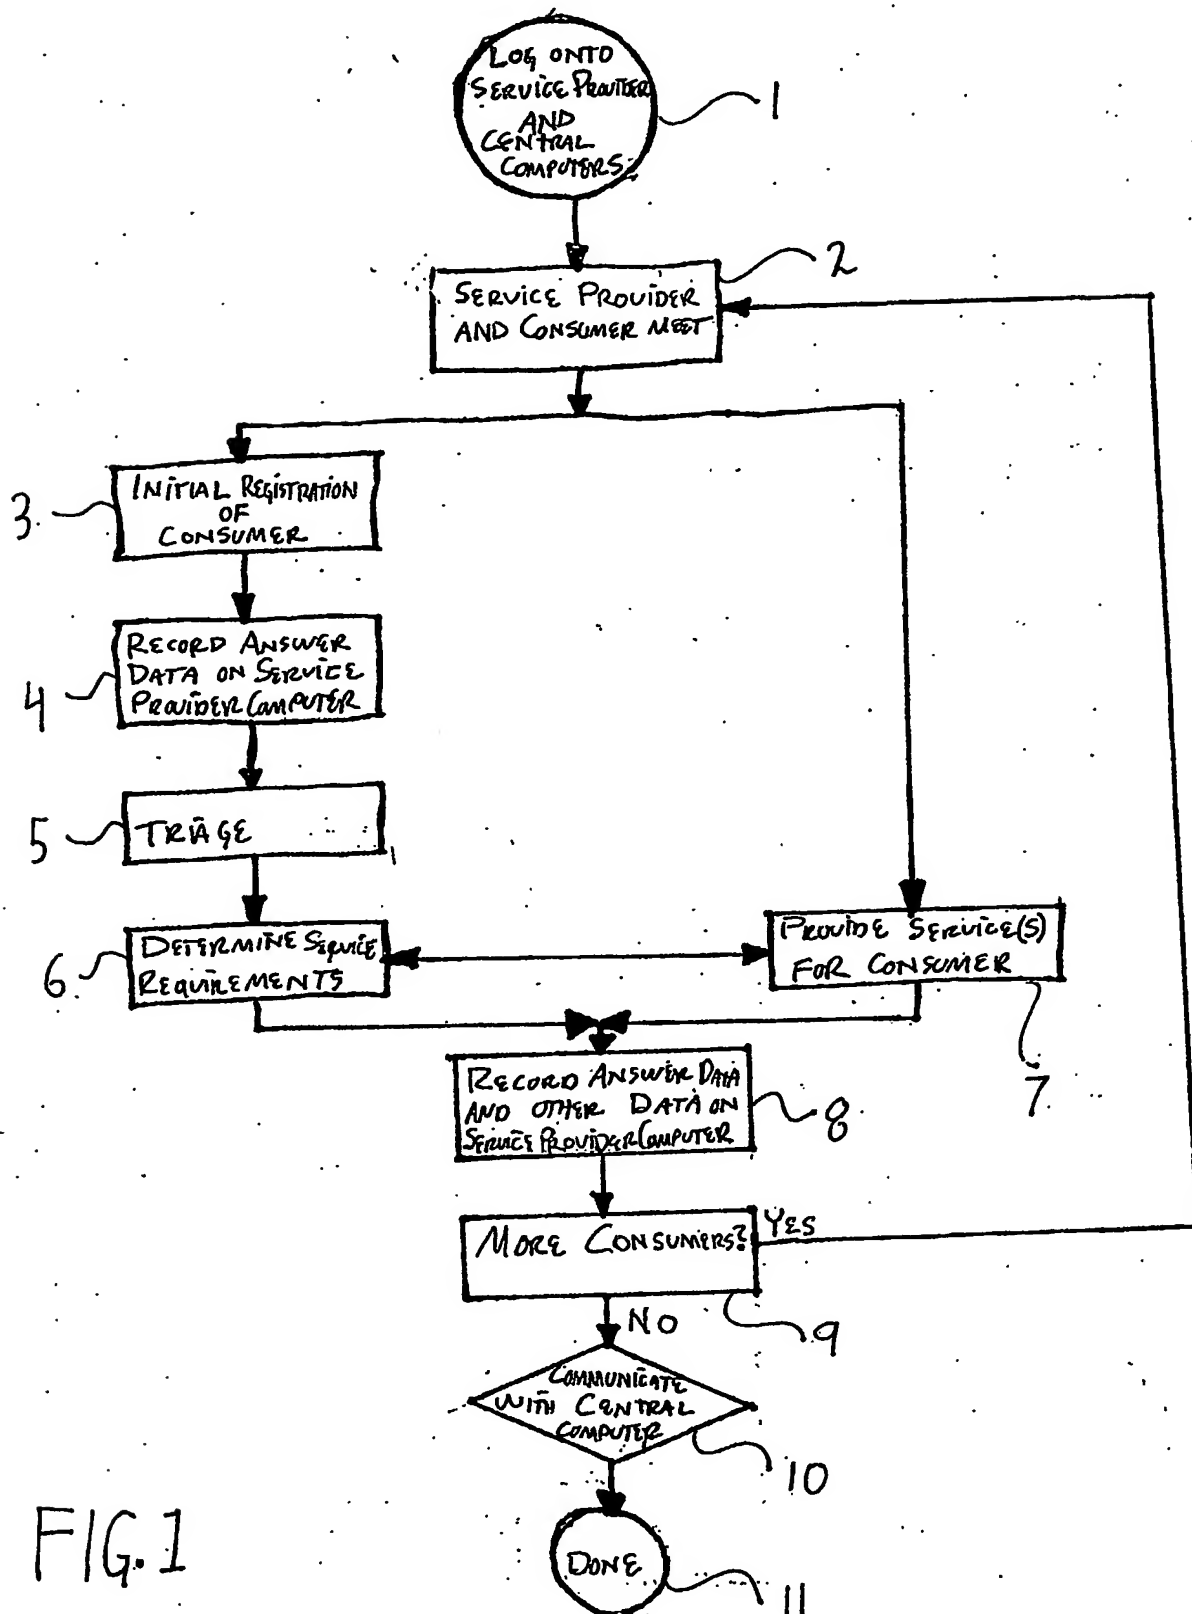 LOG ONTO
SERVICE PROVIDER
AND
CENTRAL
COMPUTERS
1
2
SERVICE PROVIDER
AND CONSUMER MEET
3
INITIAL REGISTRATION
OF
CONSUMER
4
RECORD ANSWER
DATA ON SERVICE
PROVIDER COMPUTER
5
TRIAGE
6
DETERMINE SERVICE
REQUIREMENTS
PROVIDE SERVICE(S)
FOR CONSUMER
7
RECORD ANSWER DATA
AND OTHER DATA ON
SERVICE PROVIDER COMPUTER
8
MORE CONSUMERS?
YES
9
NO
COMMUNICATE
WITH CENTRAL
COMPUTER
10
DONE
11
FIG. 1